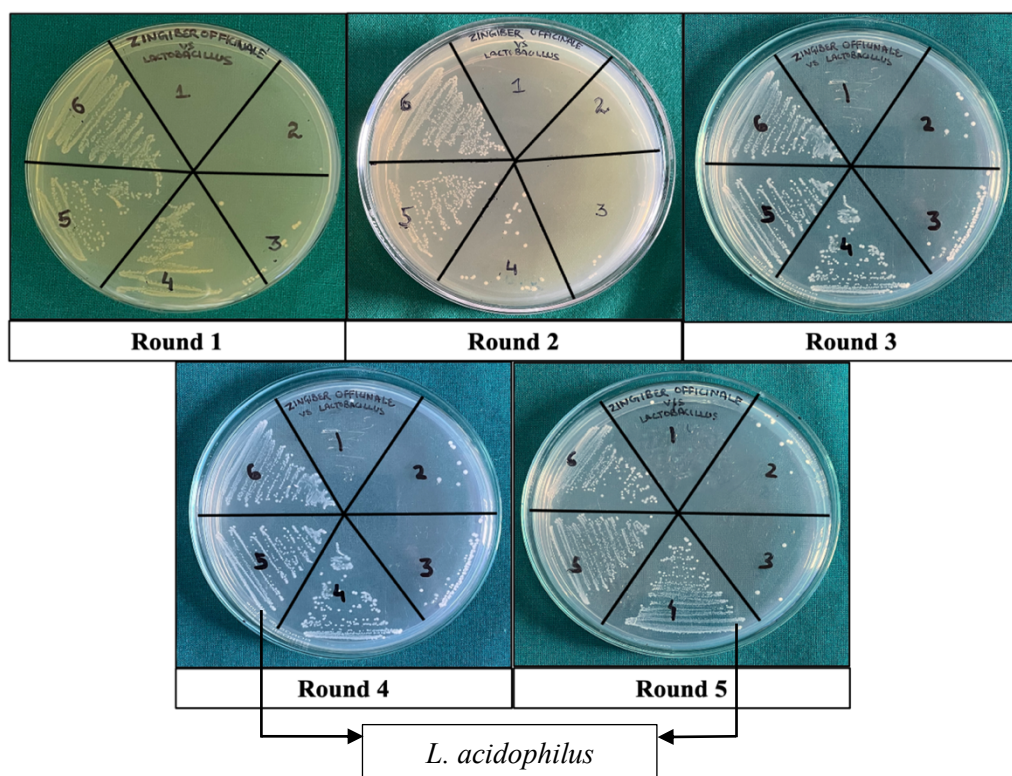 ZINGIBER OFFICINALE
VS
LACTOBACILLUS
1
2
3
4
5
6
Round 1
ZINGIBER OFFICINALE
VS
LACTOBACILLUS
1
2
3
4
5
6
Round 2
ZINGIBER OFFICINALE
VS LACTOBACILLUS
1
2
3
4
5
6
Round 3
ZINGIBER OFFICINALE
VS LACTOBACILLUS
1
2
3
4
5
6
Round 4
ZINGIBER OFFICINALE
V/S
LACTOBACILLUS
1
2
3
4
5
6
Round 5
L. acidophilus